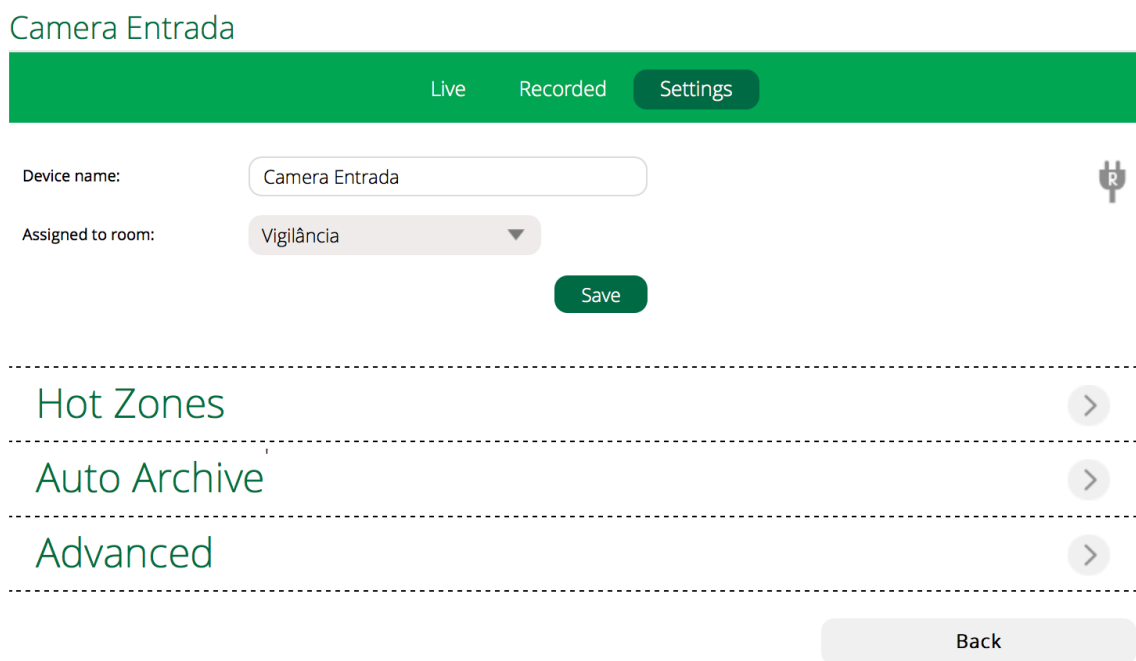 Camera Entrada
Live Recorded Settings
Device name: Camera Entrada
R
Assigned to room: Vigilância
Save
Hot Zones
Auto Archive'
Advanced
Back